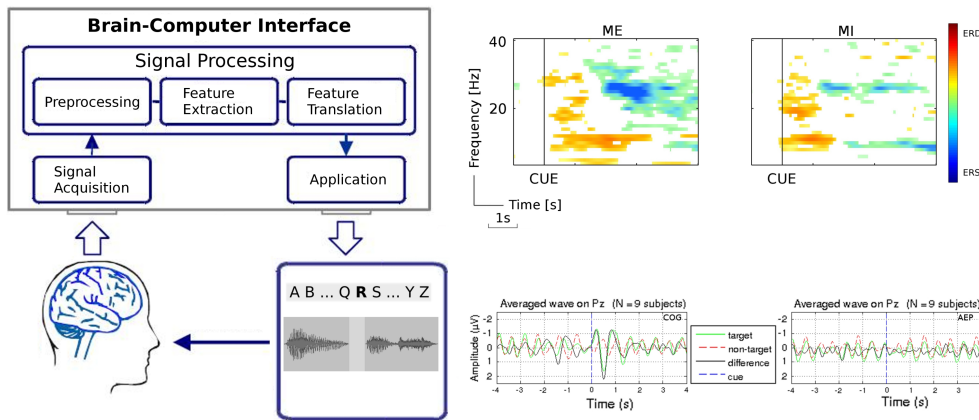 Brain-Computer Interface
Signal Processing
Preprocessing
Feature
Extraction
Feature
Translation
Signal
Acquisition
Application
A B ... Q R S ... Y Z
ME
MI
40
20
Frequency [Hz]
CUE
CUE
Time [s]
1s
ERD
ERS
Averaged wave on Pz (N = 9 subjects)
COG
-2
-1
0
1
2
Amplitude (µV)
-4 -3 -2 -1 0 1 2 3 4
Time (s)
target
non-target
difference
cue
Averaged wave on Pz (N = 9 subjects)
AEP
-2
-1
0
1
2
-4 -3 -2 -1 0 1 2 3
Time (s)